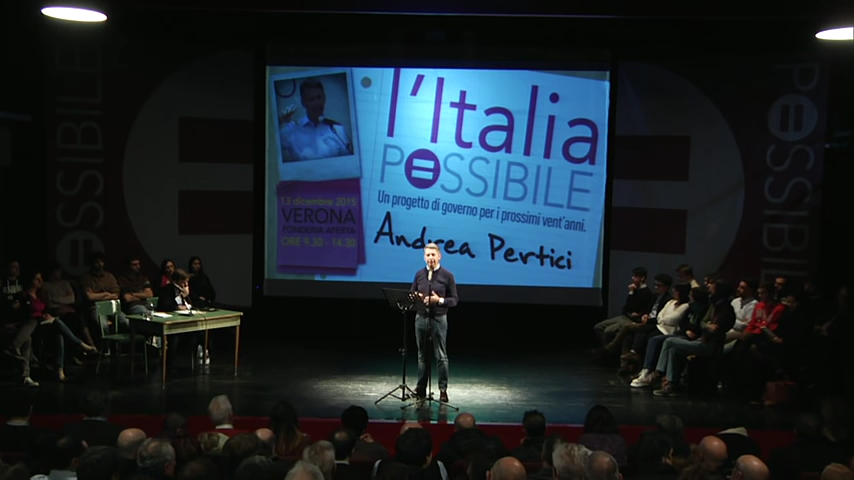 l'Italia
POSSIBILE
Un progetto di governo per i prossimi vent'anni.
Andrea Pertici
13 dicembre 2015
VERONA
FONDERIA APERTA
ORE 9.30 - 14.30
POSSIBILE
POSSIBILE